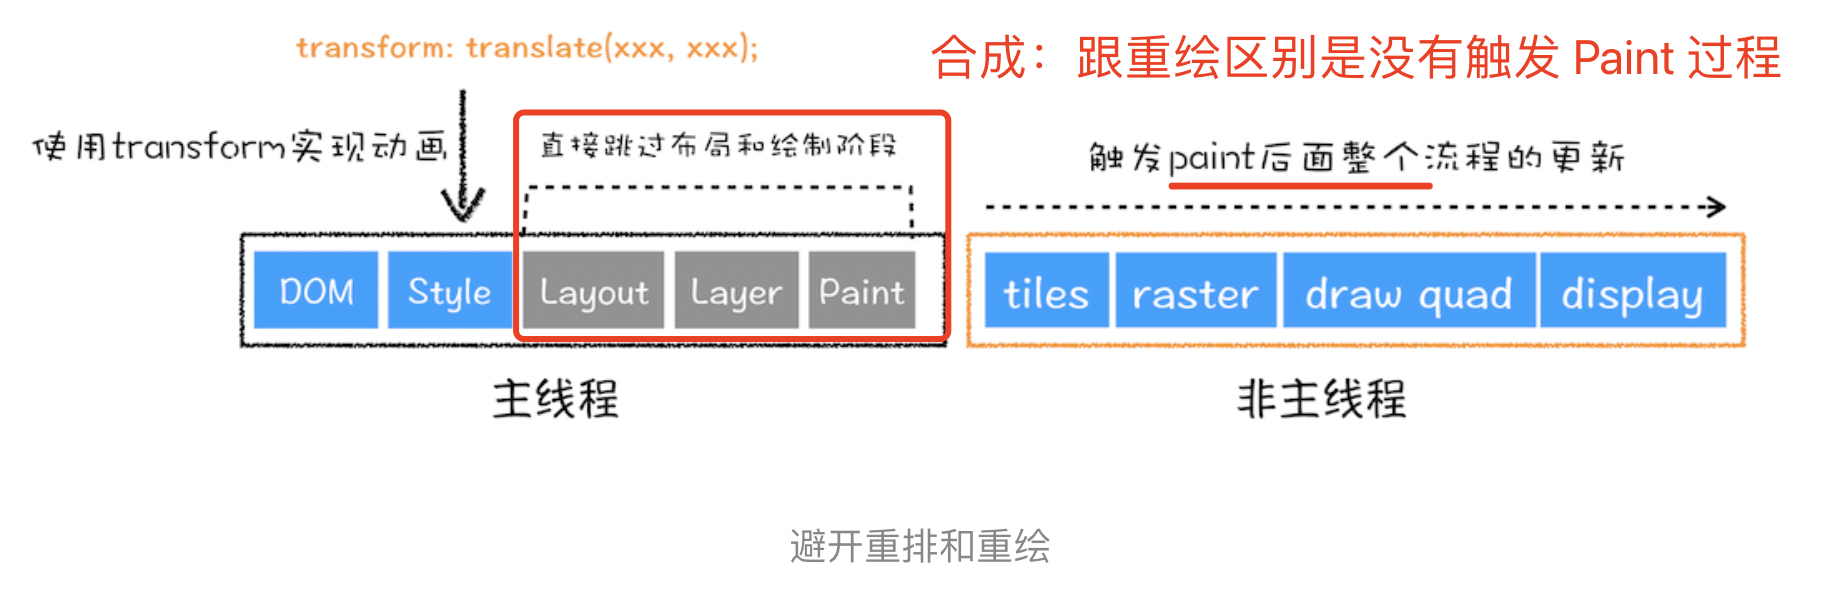 transform: translate(xxx, xxx);
合成：跟重绘区别是没有触发 Paint 过程
使用transform实现动画
直接跳过布局和绘制阶段
触发paint后面整个流程的更新
DOM
Style
Layout
Layer
Paint
tiles
raster
draw quad
display
主线程
非主线程
避开重排和重绘